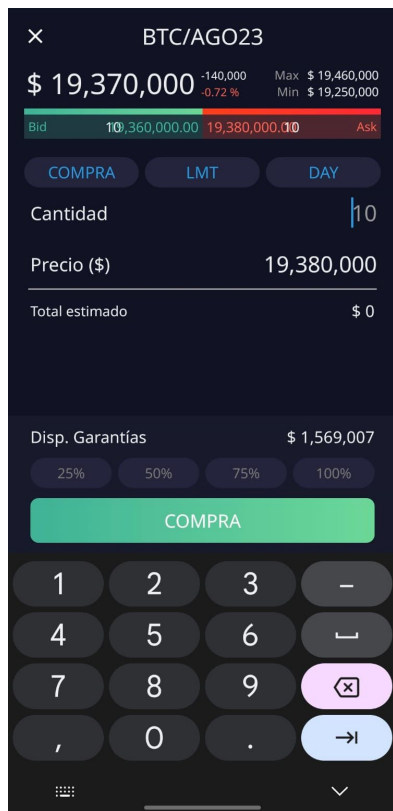 BTC/AGO23
$ 19,370,000 -140,000 -0.72 % Max $ 19,460,000 Min $ 19,250,000
Bid 10 19,360,000.00 19,380,000.00 10 Ask
COMPRA LMT DAY
Cantidad 10
Precio ($) 19,380,000
Total estimado $ 0
Disp. Garantías $ 1,569,007
25% 50% 75% 100%
COMPRA
1 2 3 –
4 5 6
7 8 9
, 0 .